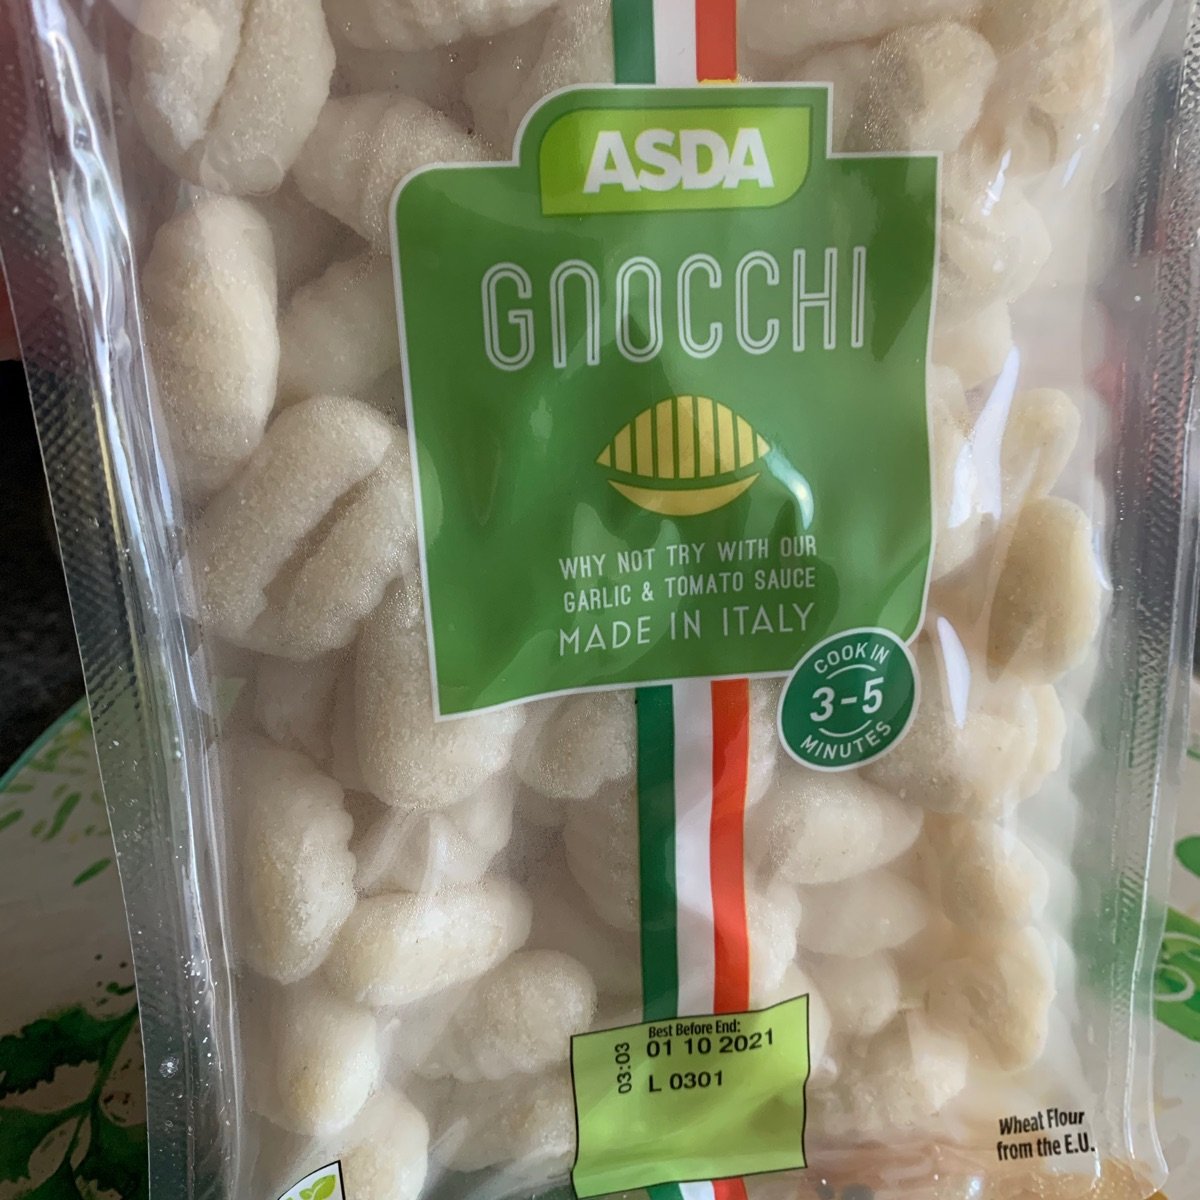 ASDA
GNOCCHI
WHY NOT TRY WITH OUR
GARLIC & TOMATO SAUCE
MADE IN ITALY
COOK IN
3-5
MINUTES
Best Before End:
01 10 2021
L 0301
03:03
Wheat Flour
from the E.U.